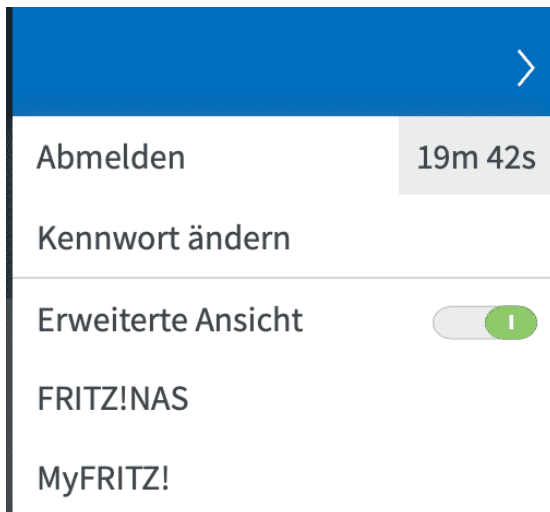 Abmelden 19m 42s
Kennwort ändern
Erweiterte Ansicht
FRITZ!NAS
MyFRITZ!